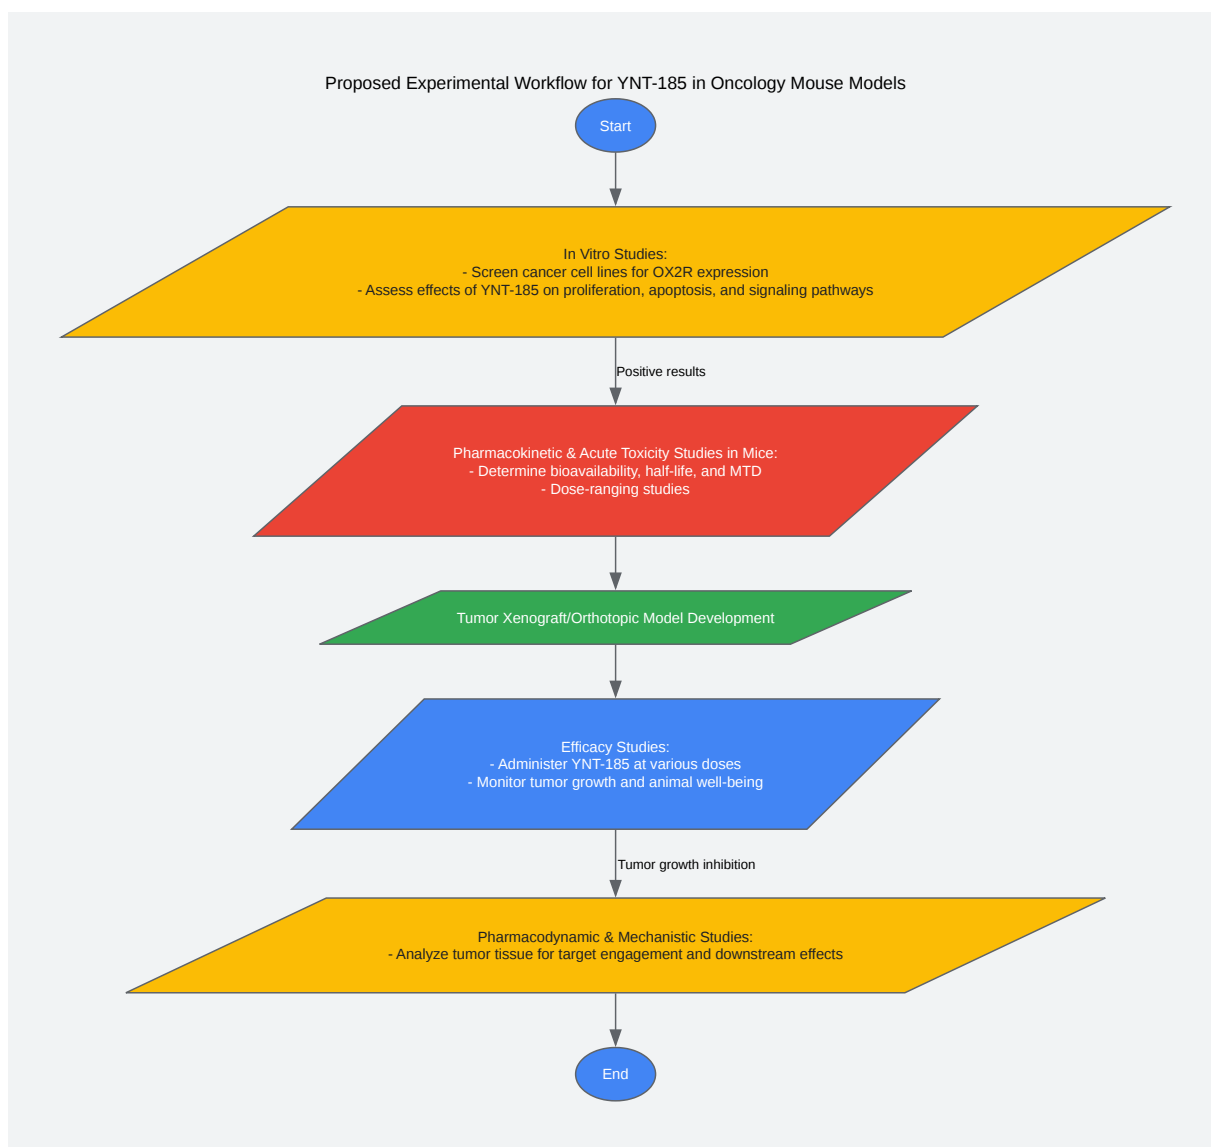 Proposed Experimental Workflow for YNT-185 in Oncology Mouse Models
Start
In Vitro Studies:
- Screen cancer cell lines for OX2R expression
- Assess effects of YNT-185 on proliferation, apoptosis, and signaling pathways
Positive results
Pharmacokinetic & Acute Toxicity Studies in Mice:
- Determine bioavailability, half-life, and MTD
- Dose-ranging studies
Tumor Xenograft/Orthotopic Model Development
Efficacy Studies:
- Administer YNT-185 at various doses
- Monitor tumor growth and animal well-being
Tumor growth inhibition
Pharmacodynamic & Mechanistic Studies:
- Analyze tumor tissue for target engagement and downstream effects
End